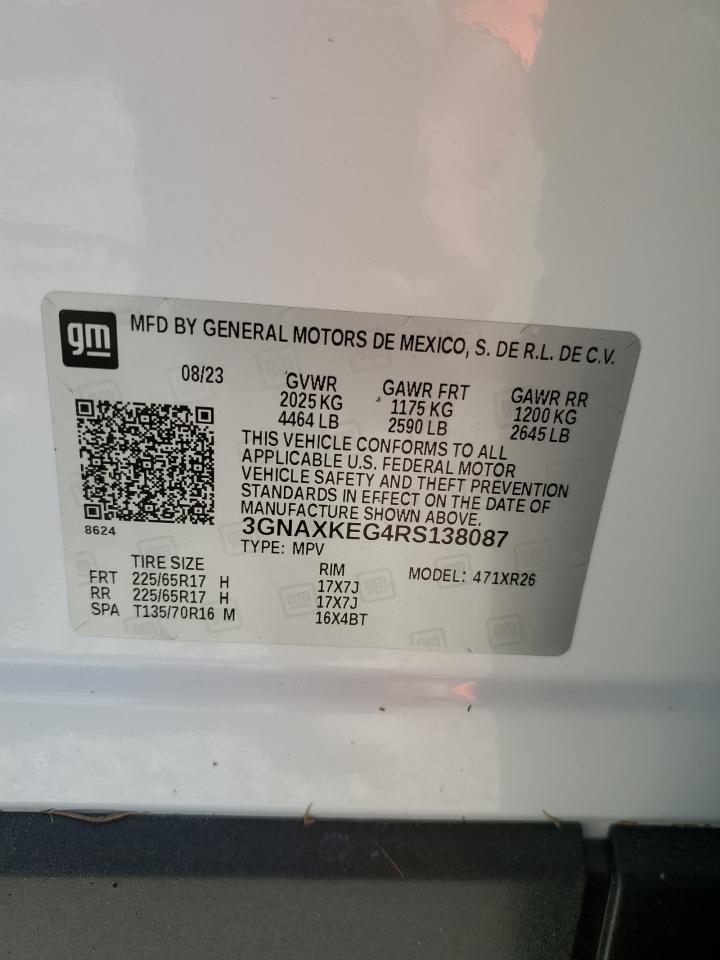 gm MFD BY GENERAL MOTORS DE MEXICO, S. DE R.L. DE C.V.
08/23 GVWR GAWR FRT GAWR RR
2025 KG 1175 KG 1200 KG
4464 LB 2590 LB 2645 LB
THIS VEHICLE CONFORMS TO ALL
APPLICABLE U.S. FEDERAL MOTOR
VEHICLE SAFETY AND THEFT PREVENTION
STANDARDS IN EFFECT ON THE DATE OF
MANUFACTURE SHOWN ABOVE.
8624 3GNAXKEG4RS138087
TYPE: MPV
TIRE SIZE RIM MODEL: 471XR26
FRT 225/65R17 H 17X7J
RR 225/65R17 H 17X7J
SPA T135/70R16 M 16X4BT